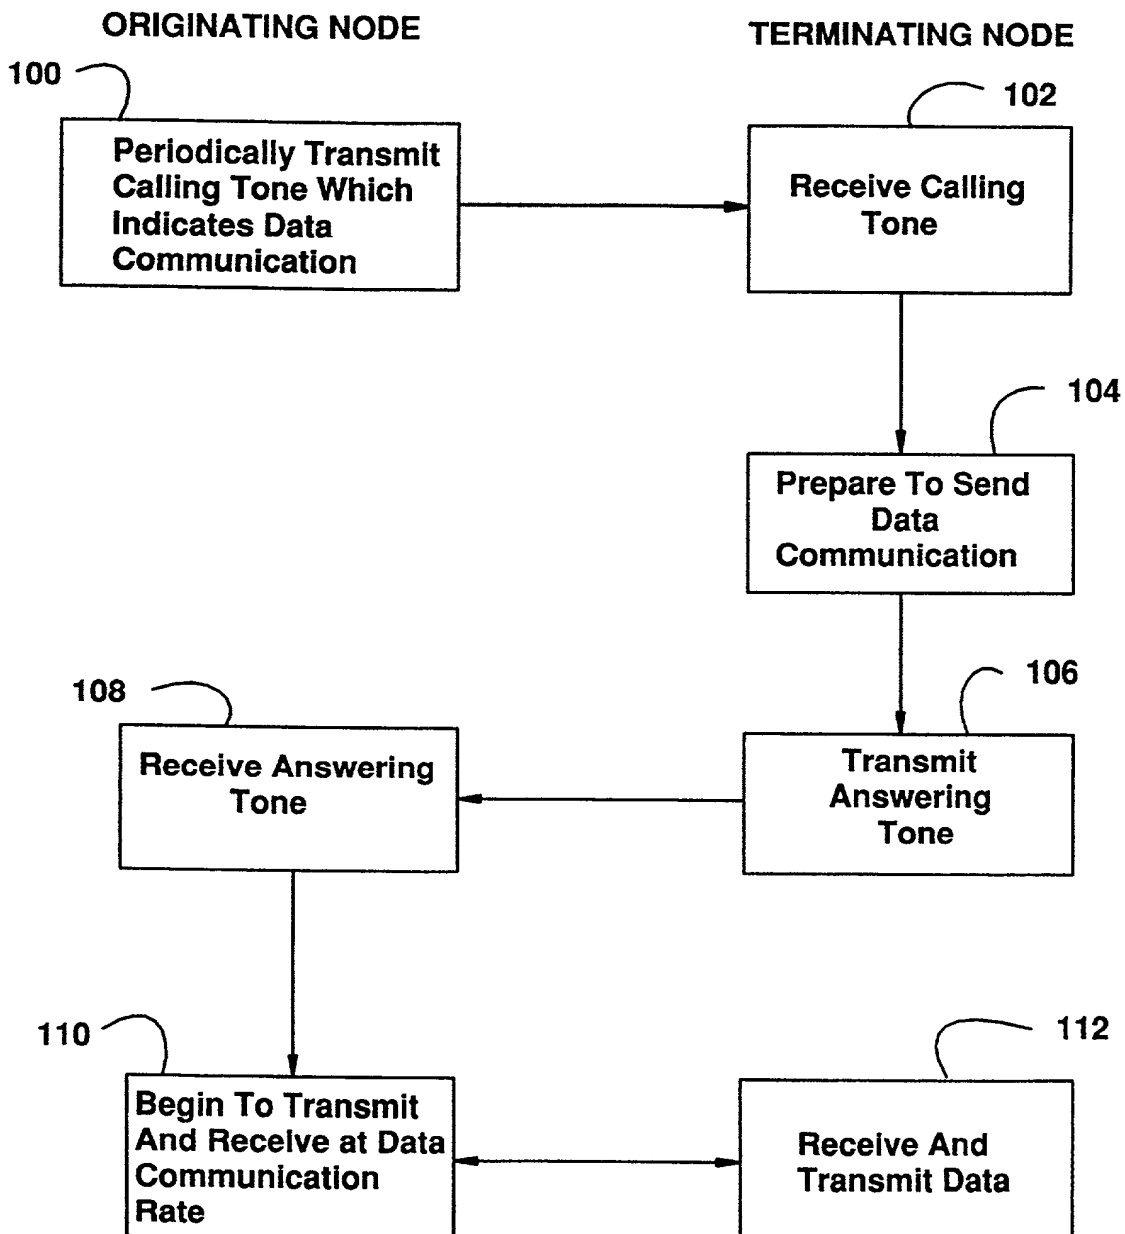 ORIGINATING NODE
TERMINATING NODE
100
102
Periodically Transmit
Calling Tone Which
Indicates Data
Communication
Receive Calling
Tone
104
Prepare To Send
Data
Communication
106
108
Transmit
Answering
Tone
Receive Answering
Tone
110
112
Begin To Transmit
And Receive at Data
Communication
Rate
Receive And
Transmit Data